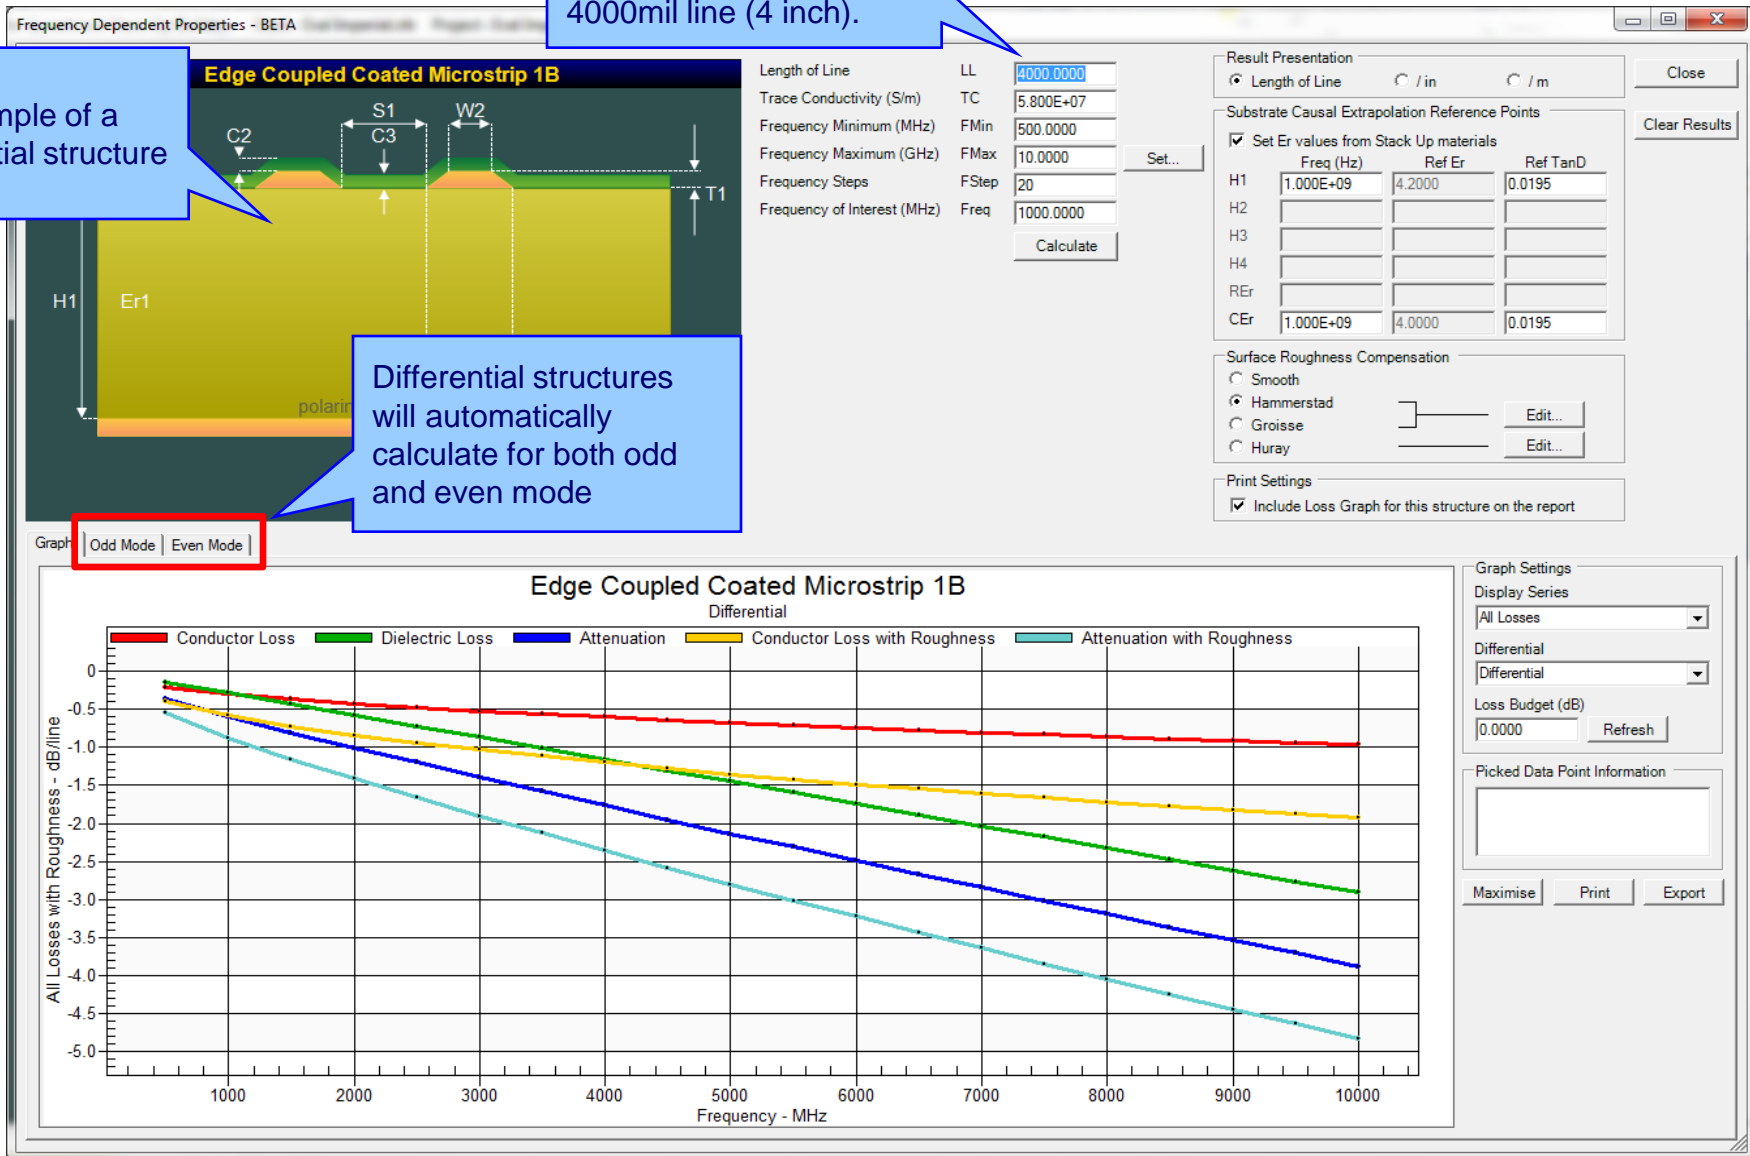 Frequency Dependent Properties - BETA
4000mil line (4 inch).
mple of a
tial structure
Edge Coupled Coated Microstrip 1B
S1
W2
C2
C3
T1
H1
Er1
polarin
Differential structures
will automatically
calculate for both odd
and even mode
Length of Line LL 4000.0000
Trace Conductivity (S/m) TC 5.800E+07
Frequency Minimum (MHz) FMin 500.0000
Frequency Maximum (GHz) FMax 10.0000 Set...
Frequency Steps FStep 20
Frequency of Interest (MHz) Freq 1000.0000
Calculate
Result Presentation
Length of Line / in / m
Close
Clear Results
Substrate Causal Extrapolation Reference Points
Set Er values from Stack Up materials
Freq (Hz) Ref Er Ref TanD
H1 1.000E+09 4.2000 0.0195
H2
H3
H4
REr
CEr 1.000E+09 4.0000 0.0195
Surface Roughness Compensation
Smooth
Hammerstad
Edit...
Groisse
Huray Edit...
Print Settings
Include Loss Graph for this structure on the report
Graph Odd Mode Even Mode
Edge Coupled Coated Microstrip 1B
Differential
Conductor Loss Dielectric Loss Attenuation Conductor Loss with Roughness Attenuation with Roughness
All Losses with Roughness - dB/line
0
-0.5
-1.0
-1.5
-2.0
-2.5
-3.0
-3.5
-4.0
-4.5
-5.0
1000 2000 3000 4000 5000 6000 7000 8000 9000 10000
Frequency - MHz
Graph Settings
Display Series
All Losses
Differential
Differential
Loss Budget (dB)
0.0000 Refresh
Picked Data Point Information
Maximise Print Export